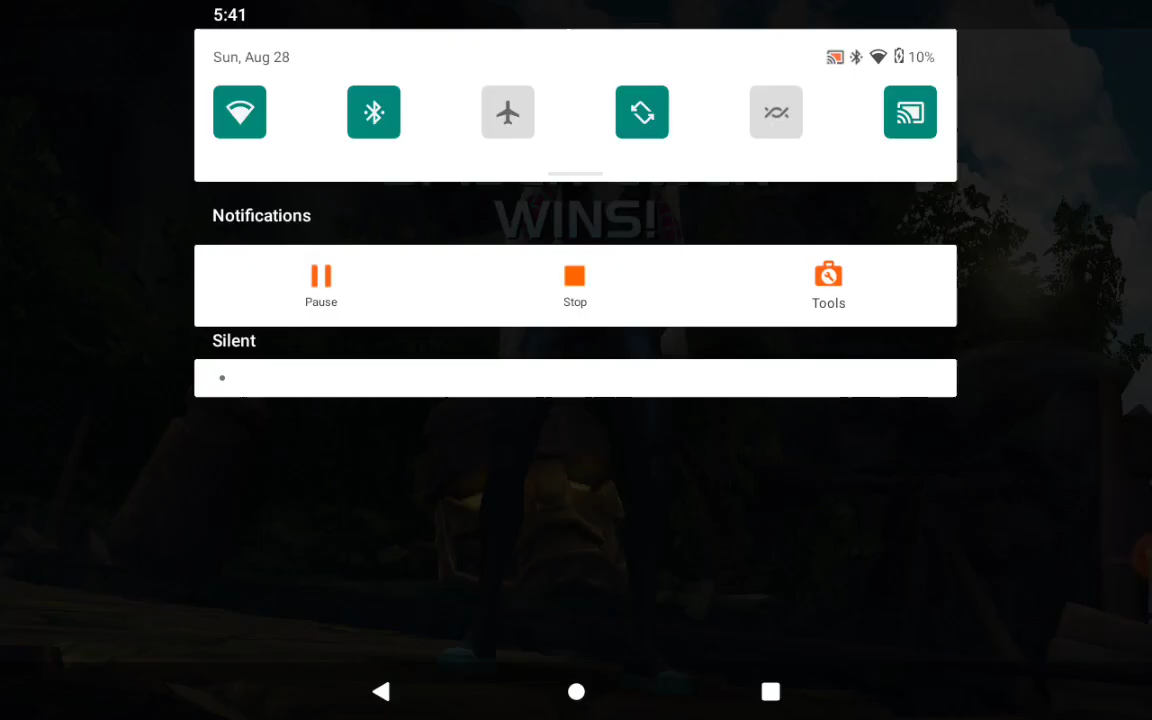 5:41
Sun, Aug 28
10%
Notifications
WINS!
Pause
Stop
Tools
Silent